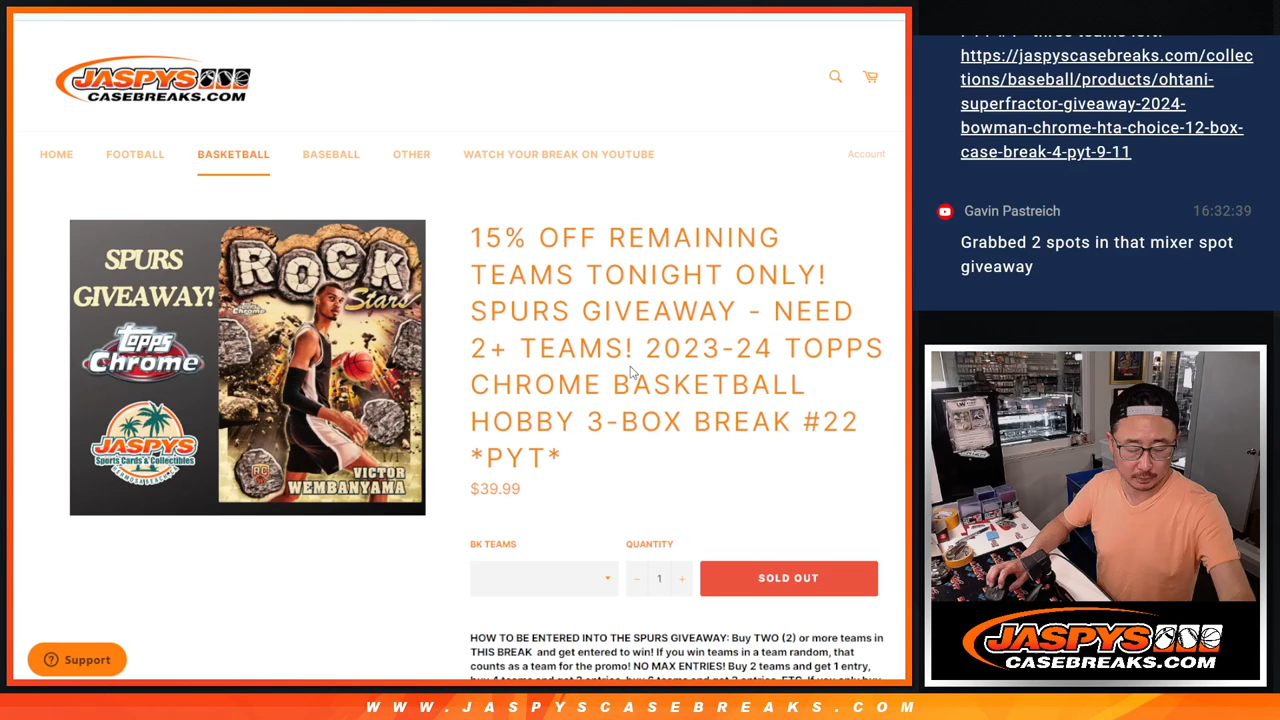 JASPYS
CASEBREAKS.COM
HOME FOOTBALL BASKETBALL BASEBALL OTHER WATCH YOUR BREAK ON YOUTUBE Account
SPURS
GIVEAWAY!
topps
Chrome
JASPYS
Sports Cards & Collectibles
ROCK
Stars
RC
VICTOR
WEMBANYAMA
15% OFF REMAINING
TEAMS TONIGHT ONLY!
SPURS GIVEAWAY - NEED
2+ TEAMS! 2023-24 TOPPS
CHROME BASKETBALL
HOBBY 3-BOX BREAK #22
*PYT*
$39.99
BK TEAMS QUANTITY
− 1 + SOLD OUT
HOW TO BE ENTERED INTO THE SPURS GIVEAWAY: Buy TWO (2) or more teams in
THIS BREAK and get entered to win! If you win teams in a team random, that
counts as a team for the promo! NO MAX ENTRIES! Buy 2 teams and get 1 entry,
Support
https://jaspyscasebreaks.com/collec
tions/baseball/products/ohtani-
superfractor-giveaway-2024-
bowman-chrome-hta-choice-12-box-
case-break-4-pyt-9-11
Gavin Pastreich 16:32:39
Grabbed 2 spots in that mixer spot
giveaway
JASPYS
CASEBREAKS.COM
WWW.JASPYSCASEBREAKS.COM